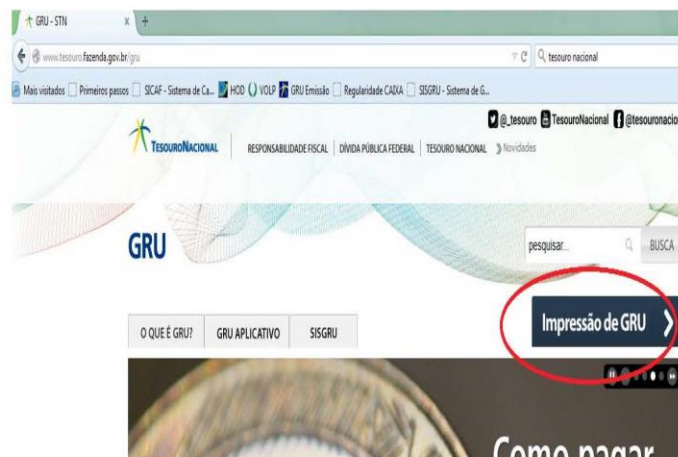 GRU - STN x +
www.tesouro.fazenda.gov.br/gru tesouro nacional
Mais visitados Primeiros passos SICAF - Sistema de Ca... HOD VOLP GRU Emissão Regularidade CAIXA SISGRU - Sistema de G...
@_tesouro TesouroNacional @tesouronacio
TESOURONACIONAL RESPONSABILIDADE FISCAL DÍVIDA PÚBLICA FEDERAL TESOURO NACIONAL Novidades
GRU
pesquisar... BUSCA
Impressão de GRU
O QUE É GRU? GRU APLICATIVO SISGRU
Como pagar